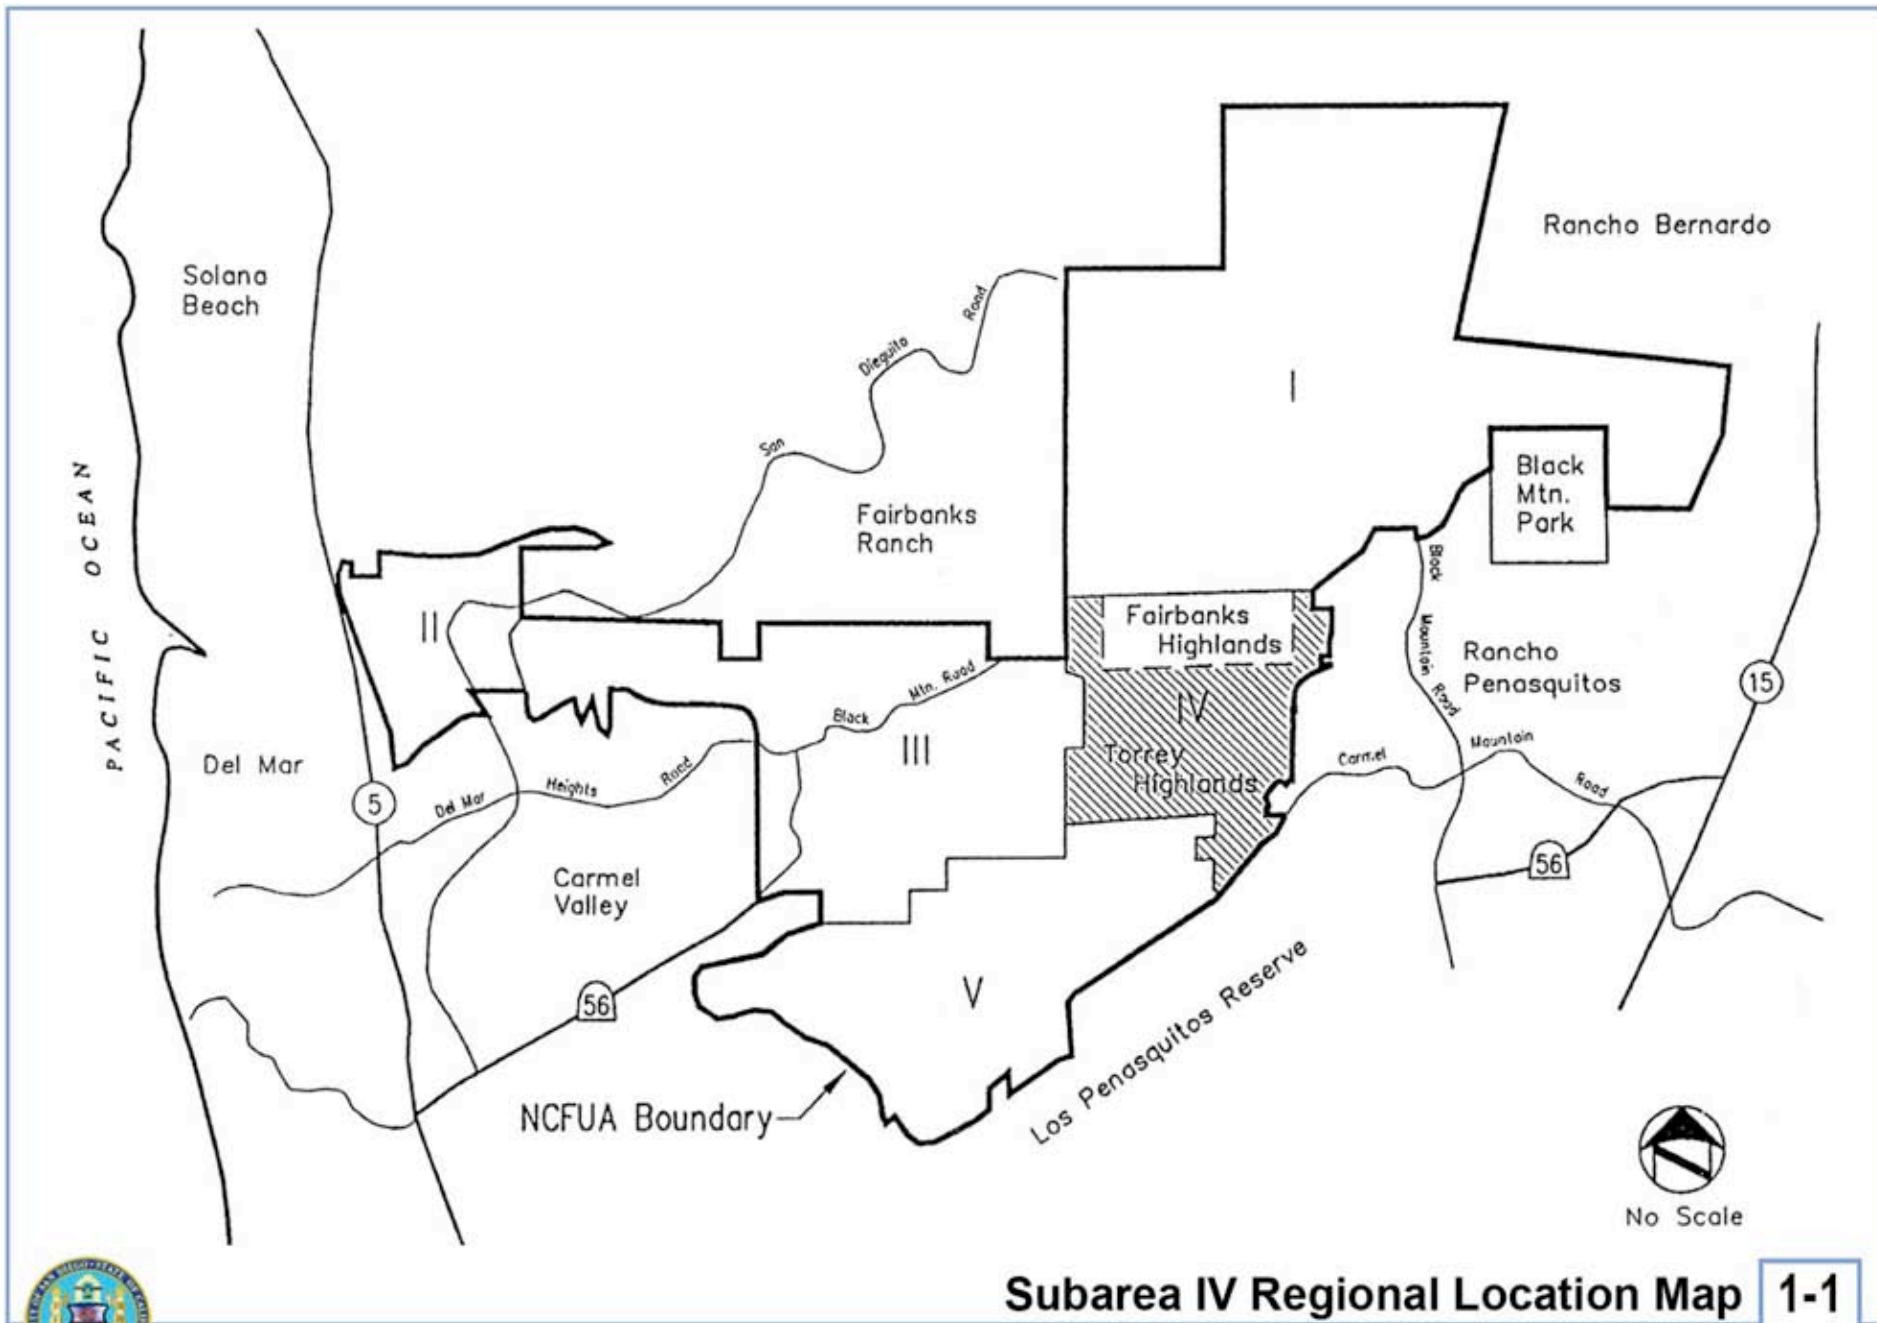 Rancho Bernardo
Solana
Beach
San Dieguito Road
I
PACIFIC OCEAN
Black
Mtn.
Park
Fairbanks
Ranch
Black Mountain Road
II
Fairbanks
Highlands
Rancho
Penasquitos
15
IV
Black Mtn. Road
III
Torrey
Highlands
Del Mar
Carmel Mountain Road
5
Del Mar Heights Road
56
Carmel
Valley
V
56
Los Penasquitos Reserve
NCFUA Boundary
No Scale
Subarea IV Regional Location Map 1-1